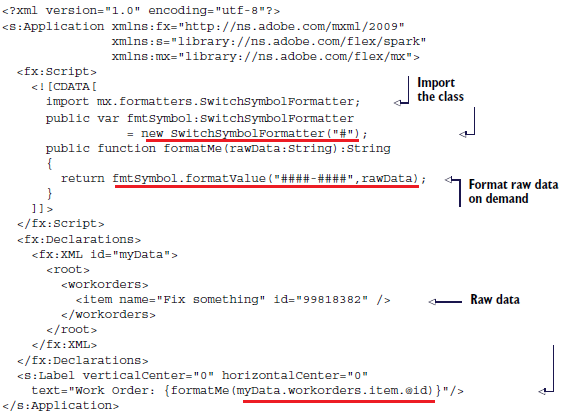 <?xml version="1.0" encoding="utf-8"?>
<s:Application xmlns:fx="http://ns.adobe.com/mxml/2009"
xmlns:s="library://ns.adobe.com/flex/spark"
xmlns:mx="library://ns.adobe.com/flex/mx">
<fx:Script>
<![CDATA[
import mx.formatters.SwitchSymbolFormatter;
Import
the class
public var fmtSymbol:SwitchSymbolFormatter
= new SwitchSymbolFormatter("#");
public function formatMe(rawData:String):String
{
return fmtSymbol.formatValue("####-####",rawData);
Format raw data
on demand
}
]]>
</fx:Script>
<fx:Declarations>
<fx:XML id="myData">
<root>
<workorders>
<item name="Fix something" id="99818382" />
Raw data
</workorders>
</root>
</fx:XML>
</fx:Declarations>
<s:Label verticalCenter="0" horizontalCenter="0"
text="Work Order: {formatMe(myData.workorders.item.@id)}"/>
</s:Application>